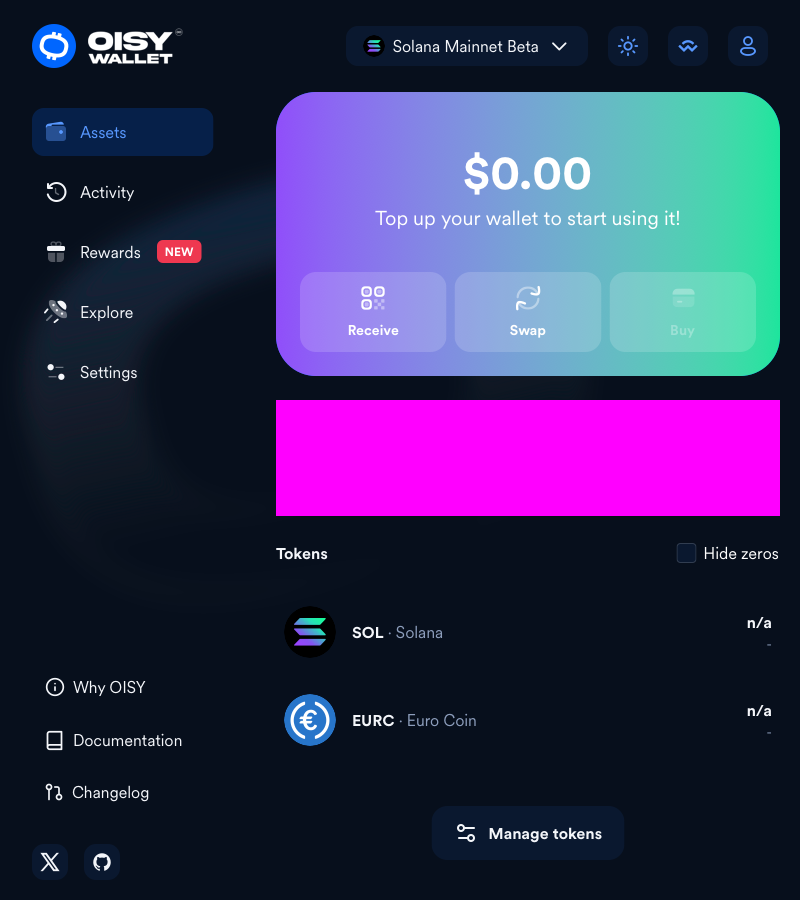 OISY
WALLET
Solana Mainnet Beta
Assets
Activity
Rewards NEW
Explore
Settings
$0.00
Top up your wallet to start using it!
Receive
Swap
Buy
Tokens
Hide zeros
SOL · Solana
n/a
-
EURC · Euro Coin
n/a
-
Why OISY
Documentation
Changelog
Manage tokens